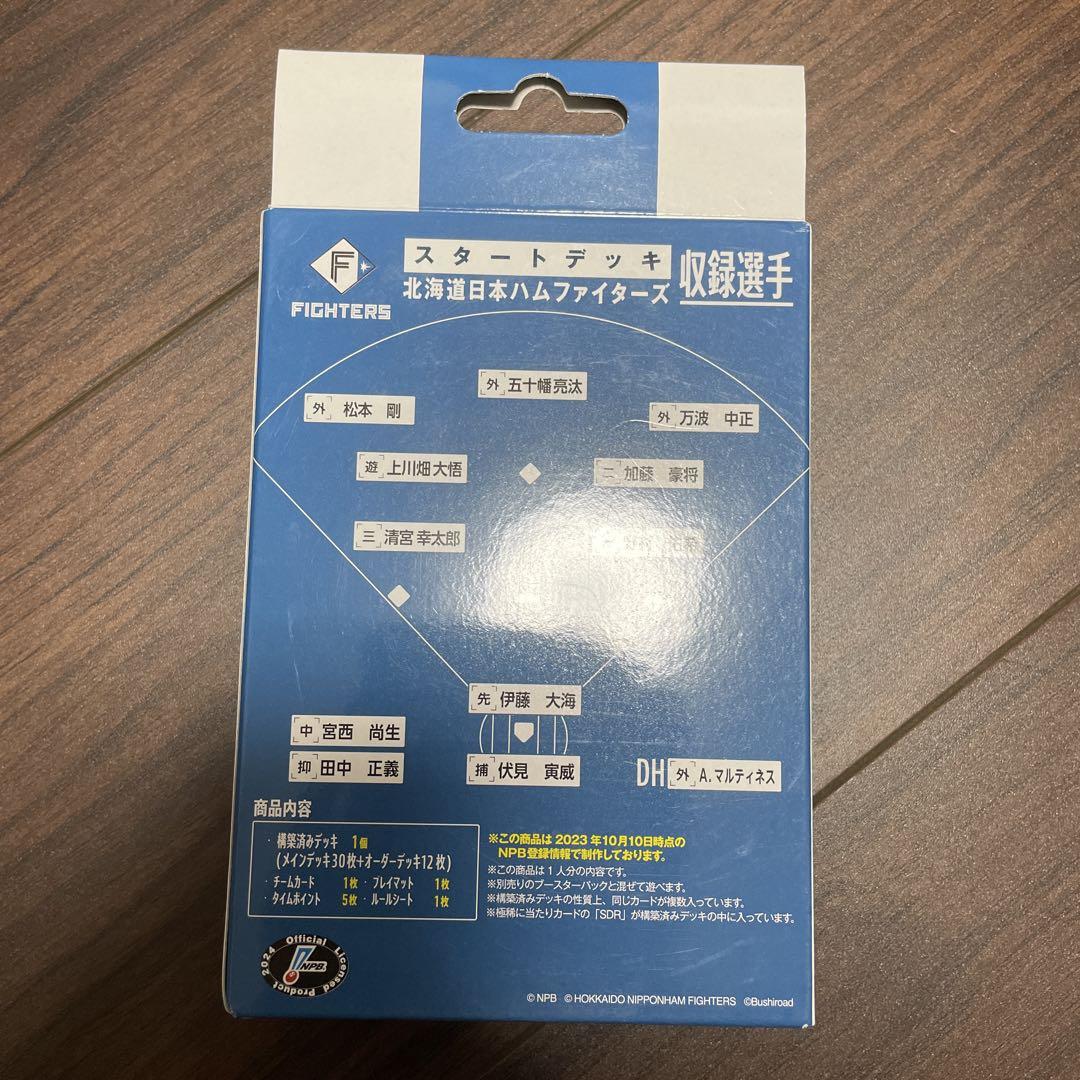 スタートデッキ
北海道日本ハムファイターズ
収録選手
F
FIGHTERS
外 五十幡亮汰
外 松本 剛
外 万波 中正
遊 上川畑大悟
二 加藤 豪将
三 清宮幸太郎
先 伊藤 大海
中 宮西 尚生
抑 田中 正義
捕 伏見 寅威
DH 外 A.マルティネス
商品内容
・構築済みデッキ 1個
(メインデッキ30枚+オーダーデッキ12枚)
・チームカード 1枚 ・プレイマット 1枚
・タイムポイント 5枚 ・ルールシート 1枚
※この商品は2023年10月10日時点の
NPB登録情報で制作しております。
※この商品は1人分の内容です。
※別売りのブースターパックと混ぜて遊べます。
※構築済みデッキの性質上、同じカードが複数入っています。
※極稀に当たりカードの「SDR」が構築済みデッキの中に入っています。
2024 Official Licensed Product
NPB
©NPB ©HOKKAIDO NIPPONHAM FIGHTERS ©Bushiroad